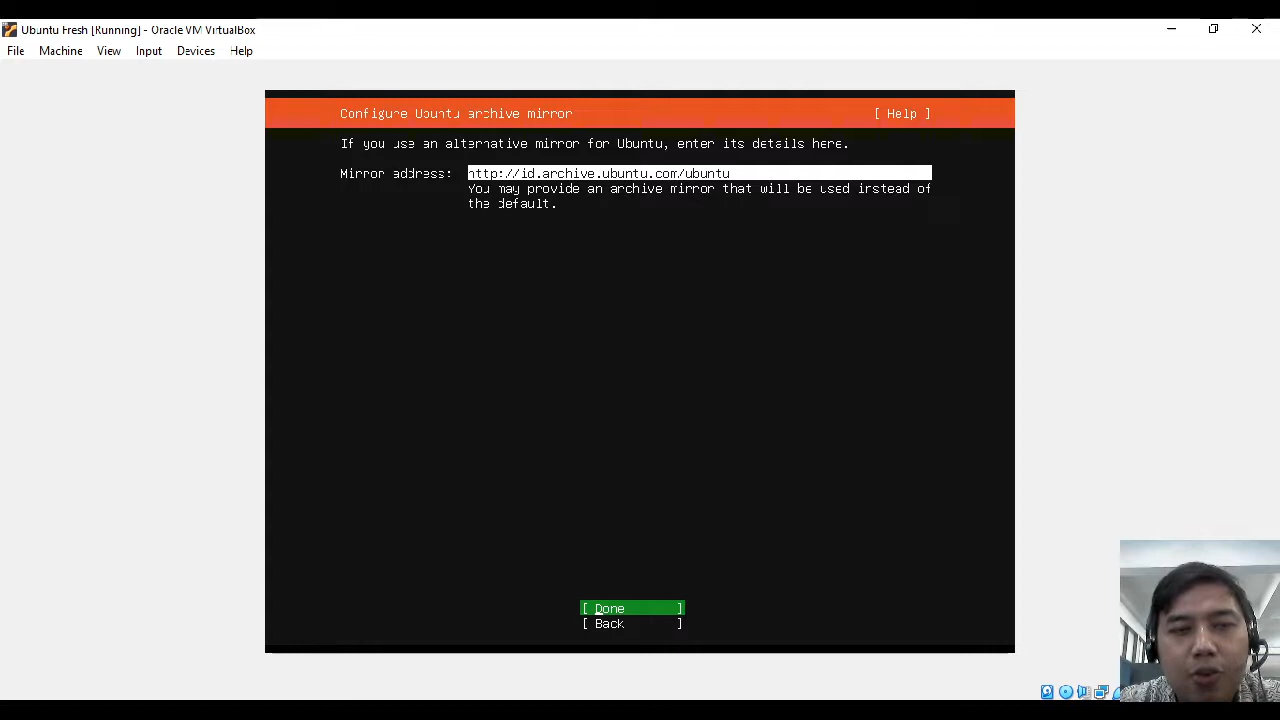 Ubuntu Fresh [Running] - Oracle VM VirtualBox
File Machine View Input Devices Help
Configure Ubuntu archive mirror [ Help ]
If you use an alternative mirror for Ubuntu, enter its details here.
Mirror address: http://id.archive.ubuntu.com/ubuntu
You may provide an archive mirror that will be used instead of
the default.
[ Done ]
[ Back ]